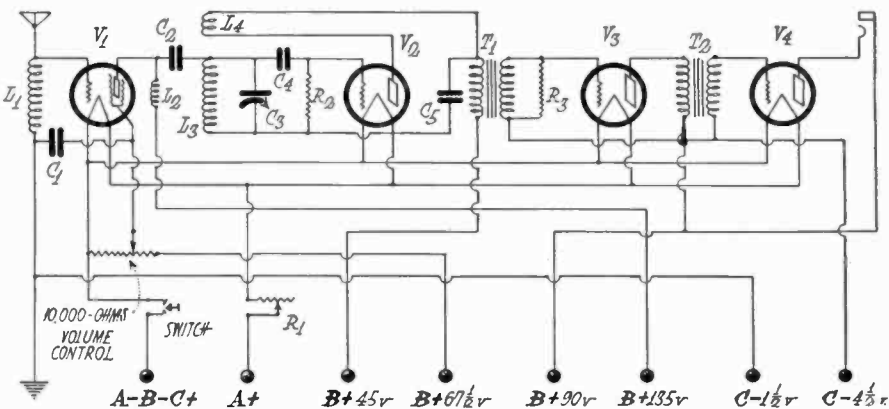 V1 C2 L4 V2 T1 V3 T2 V4
L1 L2 L3 C4 C3 R2 C5 R3
C1
10,000-OHMS
VOLUME
CONTROL
SWITCH
R1
A-B-C+ A+ B+45v B+67½v B+90v B+135v C-1½v C-4½v